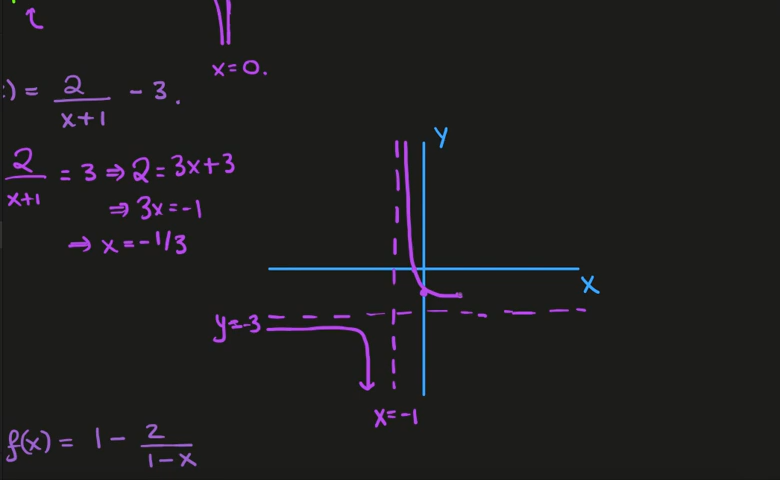 x=0.
) = 2/(x+1) - 3.
2/(x+1) = 3 ⇒ 2=3x+3
⇒ 3x=-1
⇒ x=-1/3
y
x
y=-3
x=-1
f(x) = 1 - 2/(1-x)